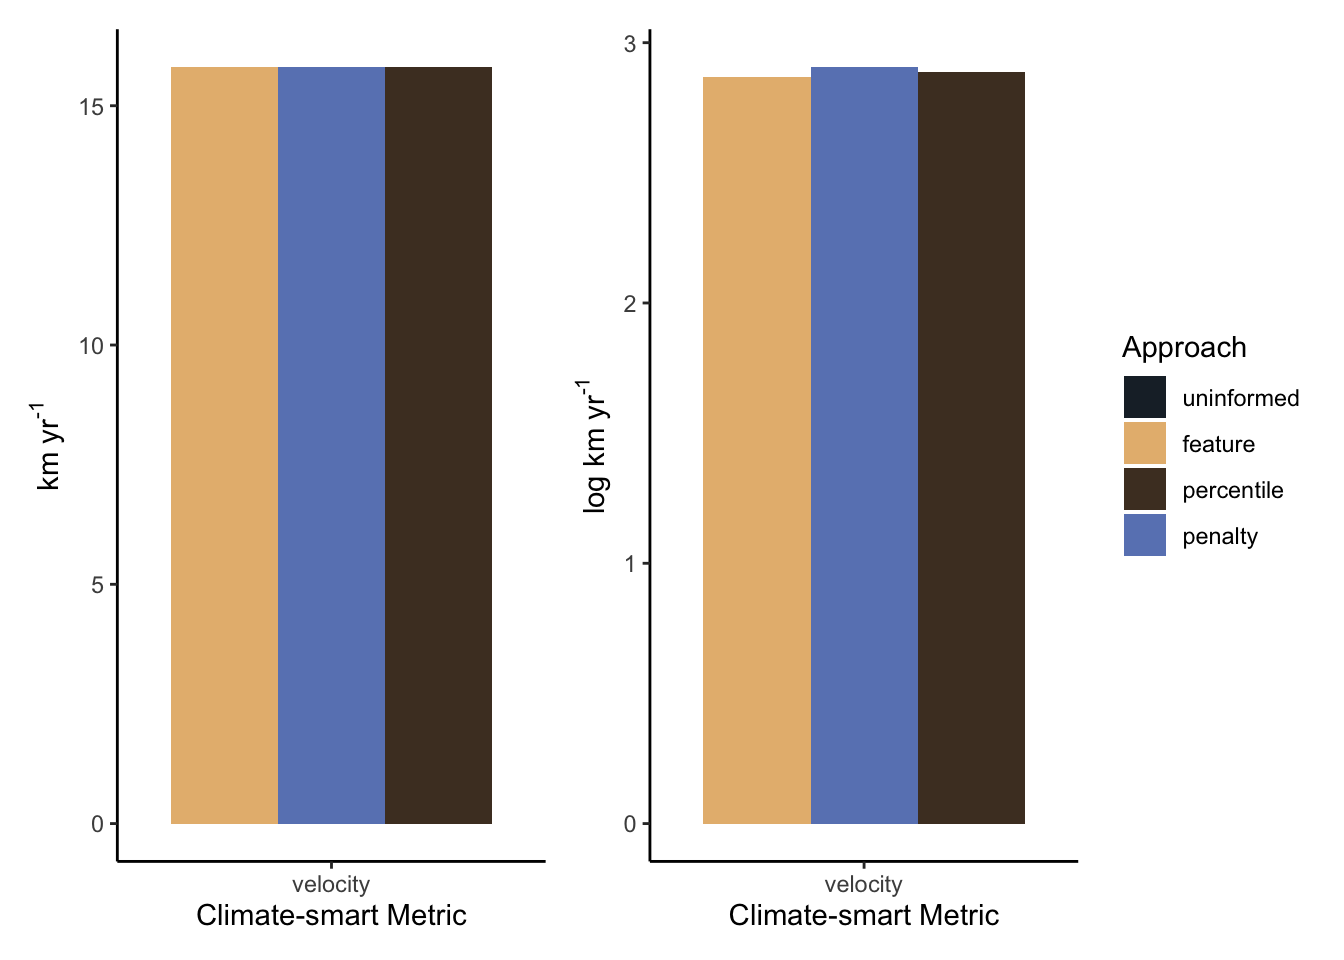 15
10
5
0
km yr-1
velocity
Climate-smart Metric
3
2
1
0
log km yr-1
velocity
Climate-smart Metric
Approach
uninformed
feature
percentile
penalty